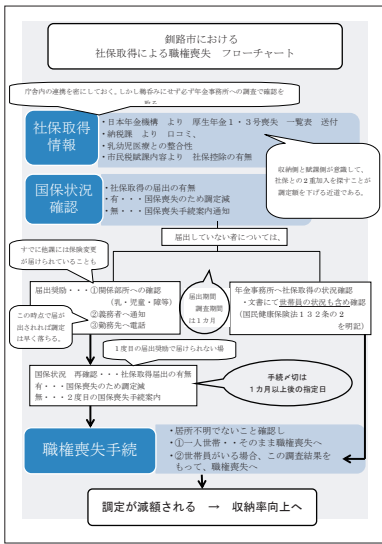 釧路市における
社保取得による職権喪失 フローチャート
庁舎内の連携を密にしておく。しかし鵜呑みにせず必ず年金事務所への調査で確認を
社保取得
情報
・日本年金機構 より 厚生年金1・3号喪失 一覧表 送付
・納税課 より 口コミ、
・乳幼児医療との整合性
・市民税賦課内容より 社保控除の有無
収納側と賦課側が意識して、
社保との2重加入を探すことが
調定額を下げる近道である。
国保状況
確認
・社保取得の届出の有無
・有・・・国保喪失のため調定減
・無・・・国保喪失手続案内通知
届出していない者については、
すでに他課には保険変更
が届けられていることも
届出奨励・・・①関係部所への確認
(乳・児童・障等)
②義務者へ通知
③勤務先へ電話
届出期間
調査期間
は1カ月
年金事務所へ社保取得の状況確認
・文書にて世帯員の状況も含め確認
(国民健康保険法132条の2
を明記)
この時点で届が
出されれば調定
は早く落ちる。
1度目の届出奨励で届けられない場
国保状況 再確認・・・社保取得届出の有無
有・・・国保喪失のため調定減
無・・・2度目の国保喪失手続案内
手続〆切は
1カ月以上後の指定日
職権喪失手続
・居所不明でないこと確認し
・①一人世帯・・そのまま職権喪失へ
・②世帯員がいる場合、この調査結果を
もって、職権喪失へ
調定が減額される → 収納率向上へ